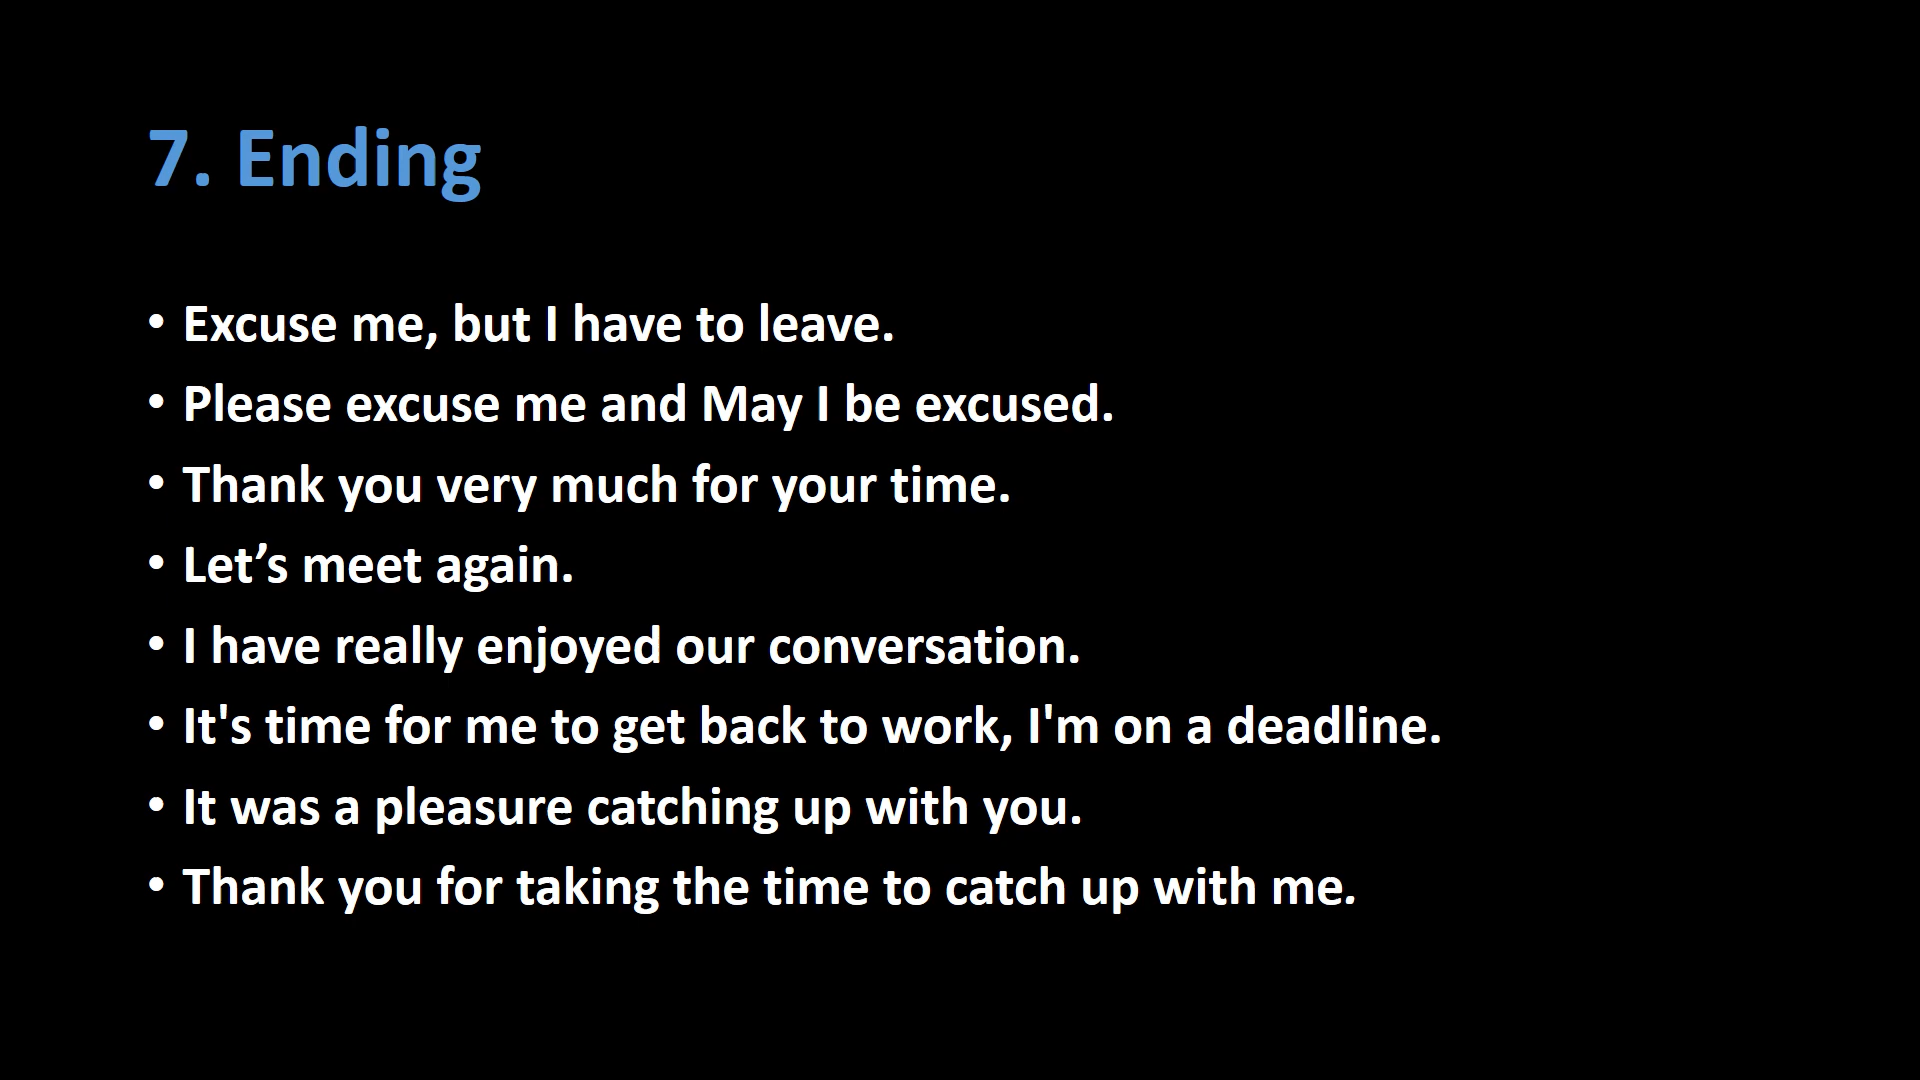 7. Ending
• Excuse me, but I have to leave.
• Please excuse me and May I be excused.
• Thank you very much for your time.
• Let’s meet again.
• I have really enjoyed our conversation.
• It's time for me to get back to work, I'm on a deadline.
• It was a pleasure catching up with you.
• Thank you for taking the time to catch up with me.